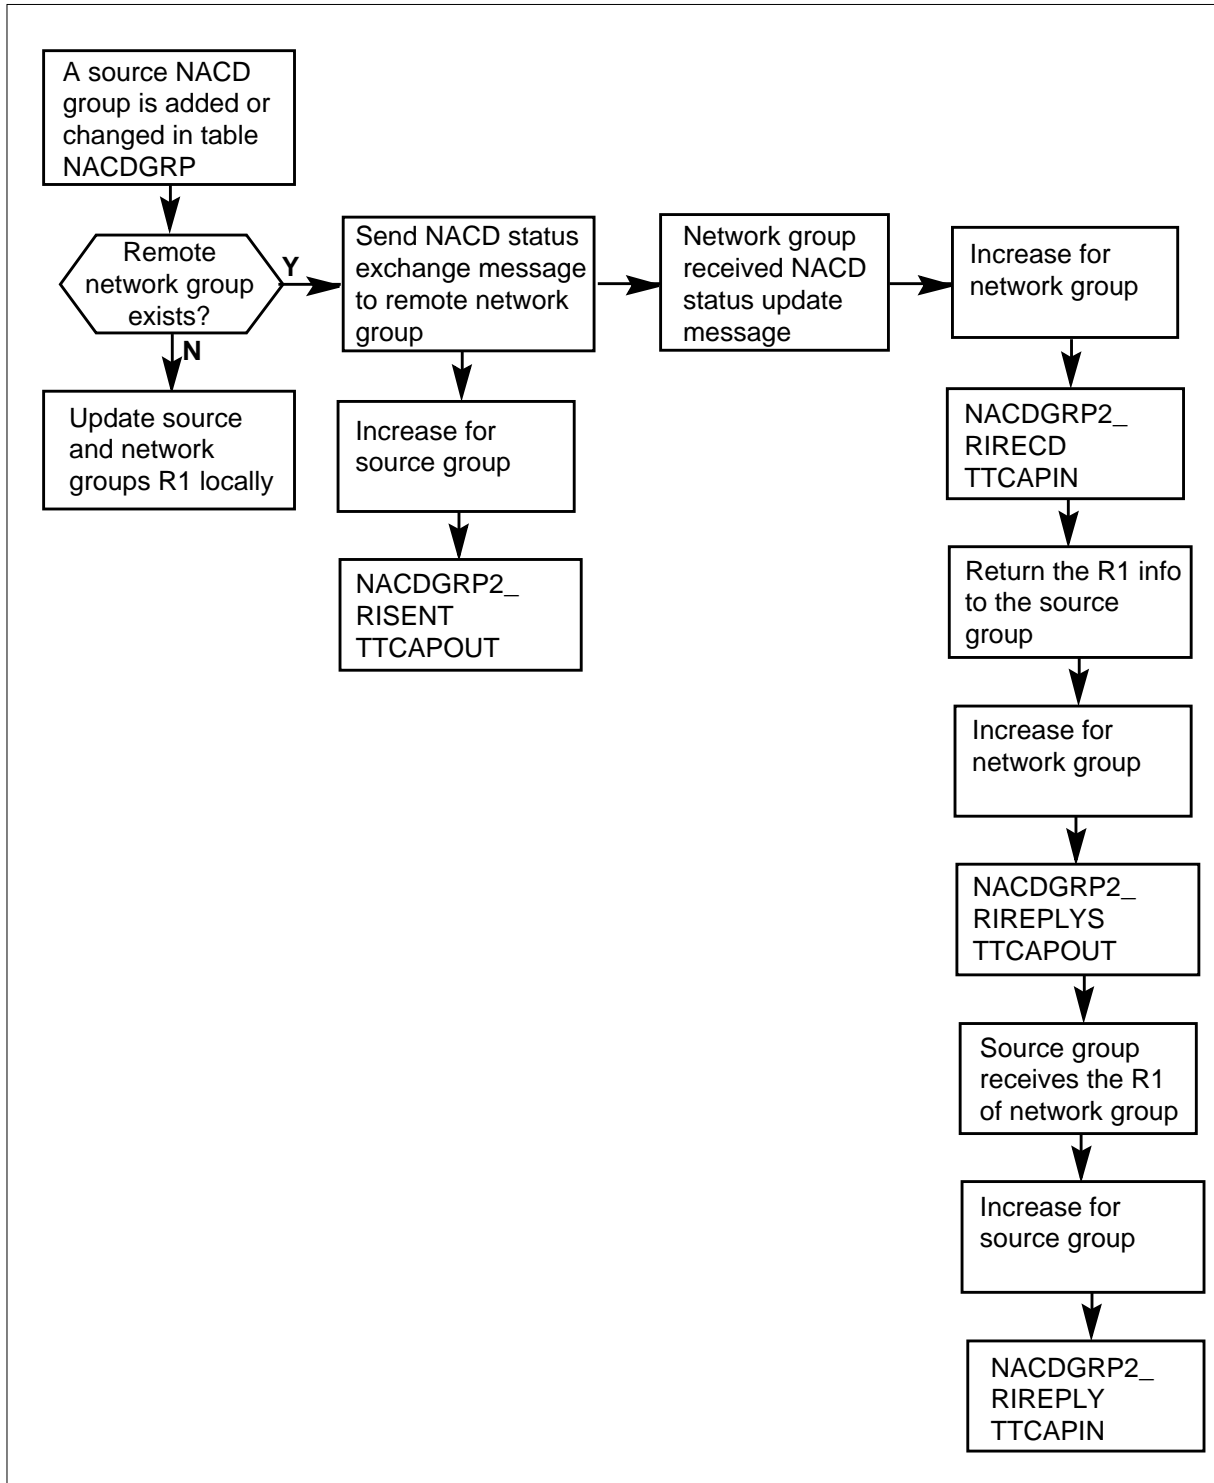 A source NACD
group is added or
changed in table
NACDGRP
Remote
network group
exists?
Y
N
Update source
and network
groups R1 locally
Send NACD status
exchange message
to remote network
group
Increase for
source group
NACDGRP2_
RISENT
TTCAPOUT
Network group
received NACD
status update
message
Increase for
network group
NACDGRP2_
RIRECD
TTCAPIN
Return the R1 info
to the source
group
Increase for
network group
NACDGRP2_
RIREPLYS
TTCAPOUT
Source group
receives the R1
of network group
Increase for
source group
NACDGRP2_
RIREPLY
TTCAPIN